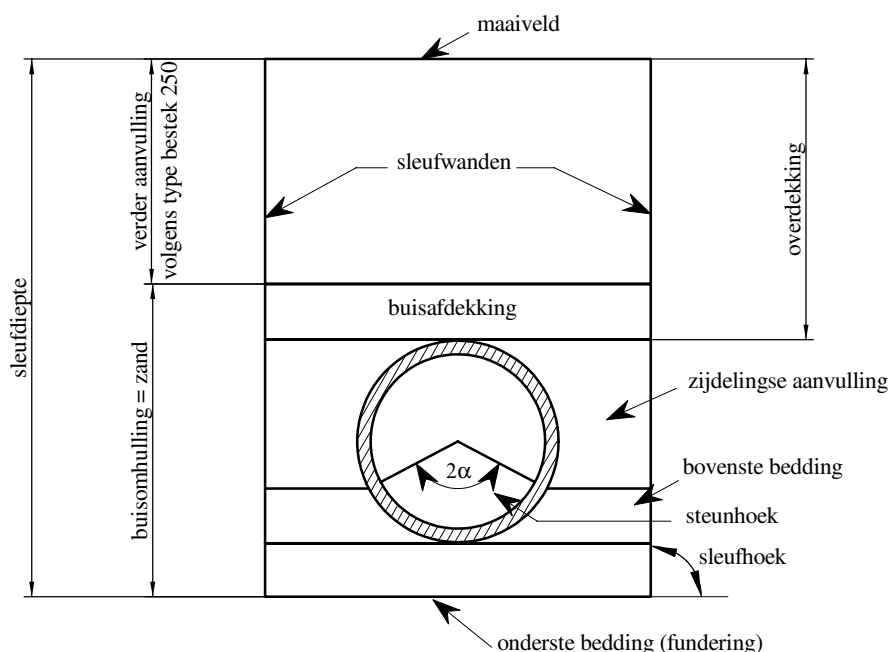 maaiveld
verder aanvulling
volgens type bestek 250
sleufwanden
overdekking
buisafdekking
sleufdiepte
buisomhulling = zand
zijdelingse aanvulling
2α
bovenste bedding
steunhoek
sleufhoek
onderste bedding (fundering)